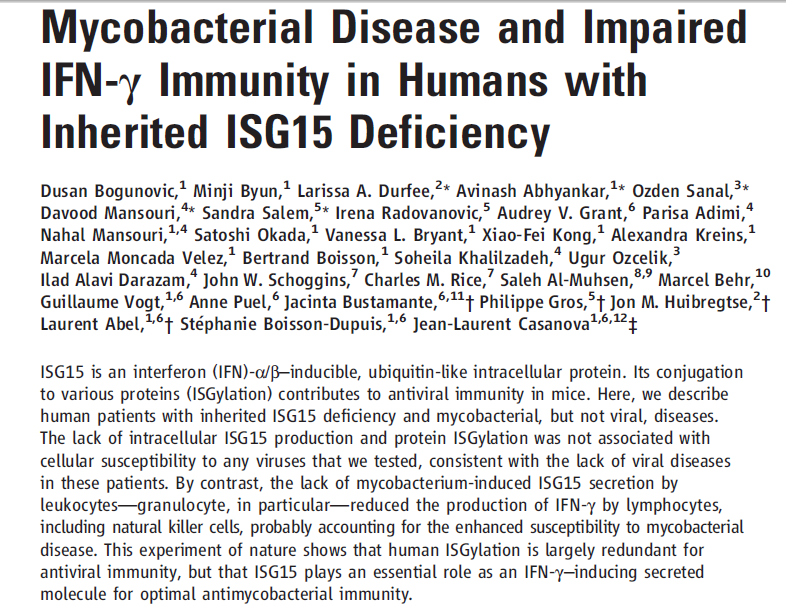 Mycobacterial Disease and Impaired
IFN-γ Immunity in Humans with
Inherited ISG15 Deficiency
Dusan Bogunovic,¹ Minji Byun,¹ Larissa A. Durfee,²* Avinash Abhyankar,¹* Ozden Sanal,³*
Davood Mansouri,⁴* Sandra Salem,⁵* Irena Radovanovic,⁵ Audrey V. Grant,⁶ Parisa Adimi,⁴
Nahal Mansouri,¹,⁴ Satoshi Okada,¹ Vanessa L. Bryant,¹ Xiao-Fei Kong,¹ Alexandra Kreins,¹
Marcela Moncada Velez,¹ Bertrand Boisson,¹ Soheila Khalilzadeh,⁴ Ugur Ozcelik,³
Ilad Alavi Darazam,⁴ John W. Schoggins,⁷ Charles M. Rice,⁷ Saleh Al-Muhsen,⁸,⁹ Marcel Behr,¹⁰
Guillaume Vogt,¹,⁶ Anne Puel,⁶ Jacinta Bustamante,⁶,¹¹† Philippe Gros,⁵† Jon M. Huibregtse,²†
Laurent Abel,¹,⁶† Stéphanie Boisson-Dupuis,¹,⁶ Jean-Laurent Casanova¹,⁶,¹²‡
ISG15 is an interferon (IFN)-α/β–inducible, ubiquitin-like intracellular protein. Its conjugation
to various proteins (ISGylation) contributes to antiviral immunity in mice. Here, we describe
human patients with inherited ISG15 deficiency and mycobacterial, but not viral, diseases.
The lack of intracellular ISG15 production and protein ISGylation was not associated with
cellular susceptibility to any viruses that we tested, consistent with the lack of viral diseases
in these patients. By contrast, the lack of mycobacterium-induced ISG15 secretion by
leukocytes—granulocyte, in particular—reduced the production of IFN-γ by lymphocytes,
including natural killer cells, probably accounting for the enhanced susceptibility to mycobacterial
disease. This experiment of nature shows that human ISGylation is largely redundant for
antiviral immunity, but that ISG15 plays an essential role as an IFN-γ–inducing secreted
molecule for optimal antimycobacterial immunity.